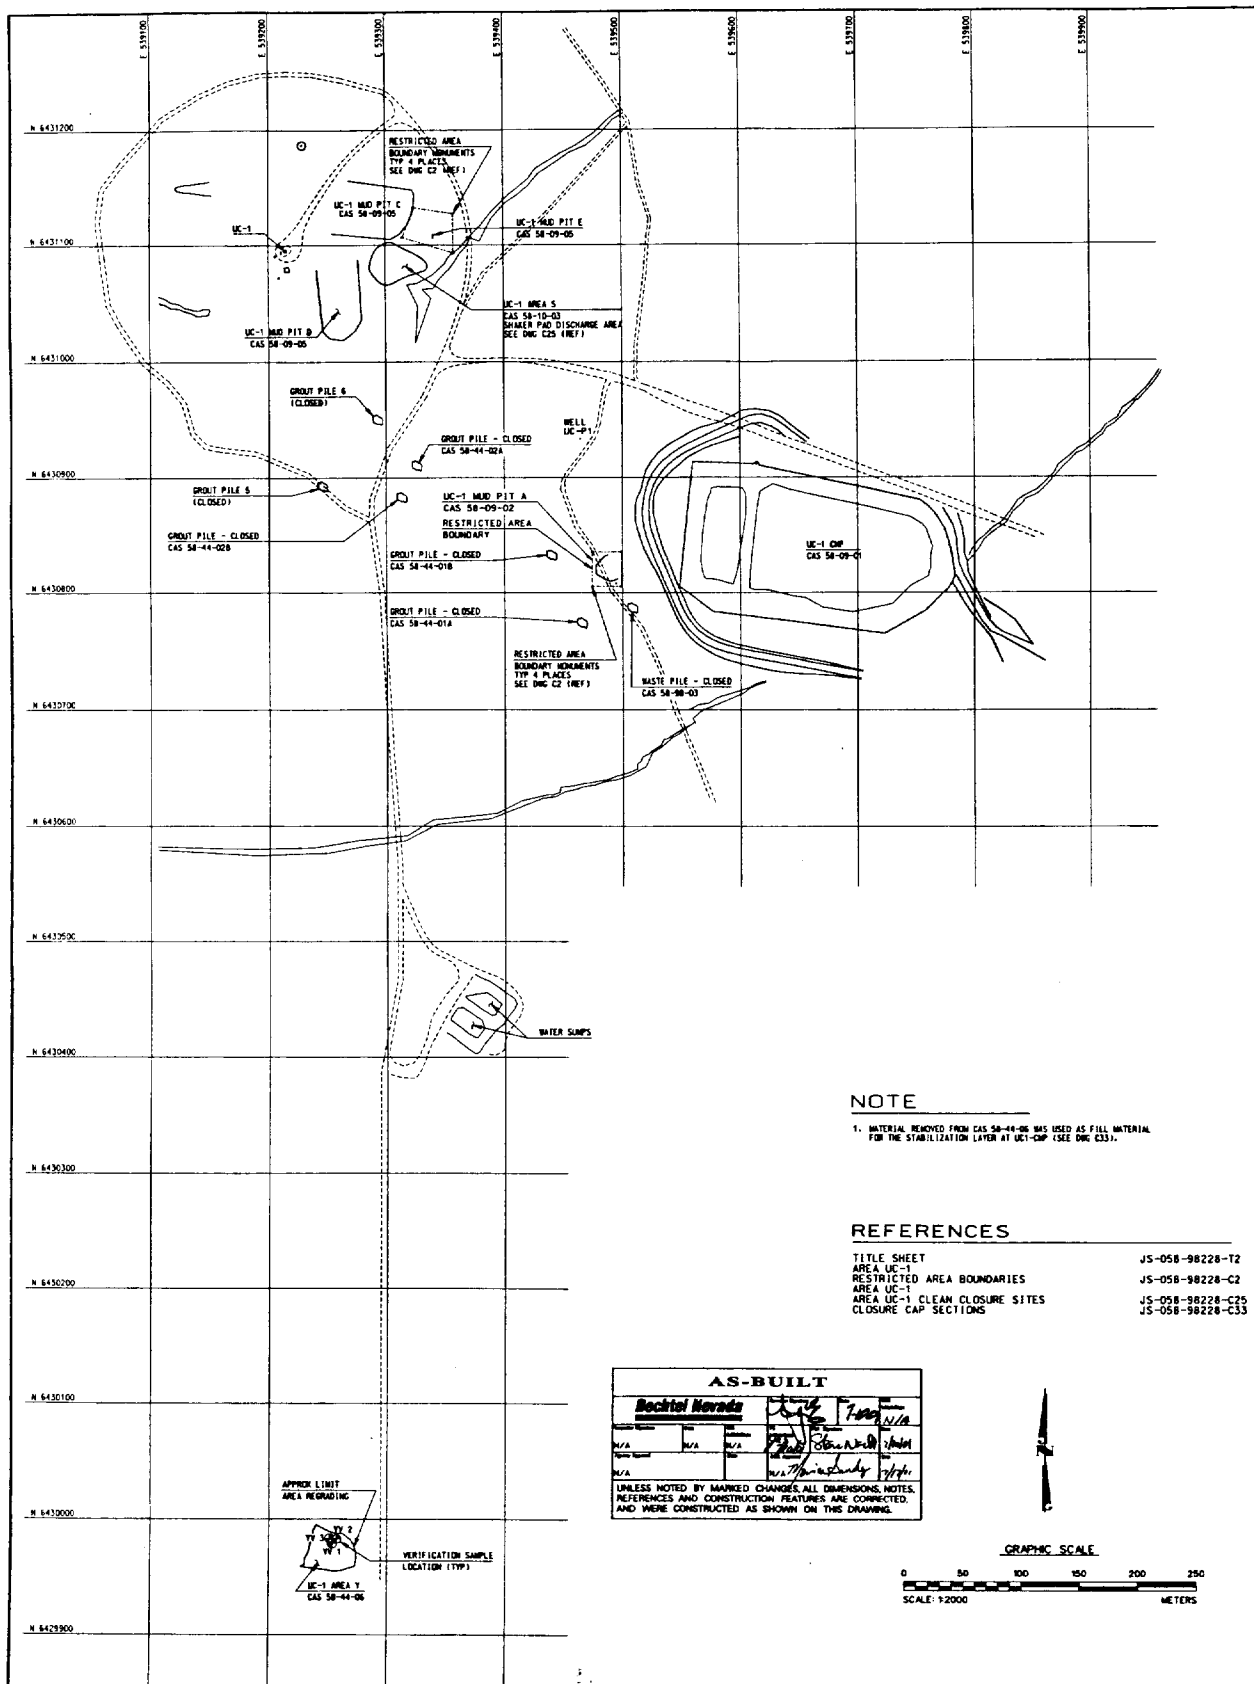 E 539100
E 539200
E 539300
E 539400
E 539500
E 539600
E 539700
E 539800
E 539900
N 6431200
RESTRICTED AREA
BOUNDARY MONUMENTS
TYP 4 PLACES
SEE DWG C2 (REF)
UC-1 MUD PIT C
CAS 58-09-05
UC-1 MUD PIT E
CAS 58-09-05
UC-1
N 6431100
UC-1 AREA S
CAS 58-10-03
SHAKER PAD DISCHARGE AREA
SEE DWG C25 (REF)
UC-1 MUD PIT D
CAS 58-09-05
N 6431000
GROUT PILE 6
(CLOSED)
WELL
UC-P1
GROUT PILE - CLOSED
CAS 58-44-02A
N 6430900
GROUT PILE 5
(CLOSED)
UC-1 MUD PIT A
CAS 58-09-02
RESTRICTED AREA
BOUNDARY
GROUT PILE - CLOSED
CAS 58-44-02B
UC-1 CMP
CAS 58-09-01
GROUT PILE - CLOSED
CAS 58-44-01B
N 6430800
GROUT PILE - CLOSED
CAS 58-44-01A
RESTRICTED AREA
BOUNDARY MONUMENTS
TYP 4 PLACES
SEE DWG C2 (REF)
WASTE PILE - CLOSED
CAS 58-98-03
N 6430700
N 6430600
N 6430500
WATER SUMPS
N 6430400
NOTE
1. MATERIAL REMOVED FROM CAS 58-44-06 WAS USED AS FILL MATERIAL
FOR THE STABILIZATION LAYER AT UC1-CMP (SEE DWG C33).
N 6430300
REFERENCES
TITLE SHEET JS-058-98228-T2
AREA UC-1
RESTRICTED AREA BOUNDARIES JS-058-98228-C2
AREA UC-1
AREA UC-1 CLEAN CLOSURE SITES JS-058-98228-C25
CLOSURE CAP SECTIONS JS-058-98228-C33
N 6430200
N 6430100
AS-BUILT
Bechtel Nevada
N/A
N/A N/A N/A
N/A N/A
UNLESS NOTED BY MARKED CHANGES, ALL DIMENSIONS, NOTES,
REFERENCES AND CONSTRUCTION FEATURES ARE CORRECTED,
AND WERE CONSTRUCTED AS SHOWN ON THIS DRAWING.
N
APPROX LIMIT
AREA REGRADING
N 6430000
YV 2
YV 3
YV 1
VERIFICATION SAMPLE
LOCATION (TYP)
UC-1 AREA Y
CAS 58-44-06
N 6429900
GRAPHIC SCALE
0 50 100 150 200 250
SCALE: 1:2000 METERS